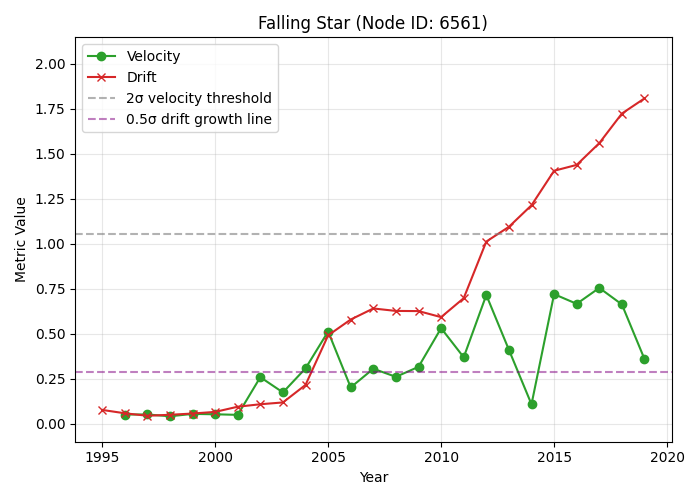 Falling Star (Node ID: 6561)
Velocity
Drift
2σ velocity threshold
0.5σ drift growth line
Metric Value
2.00
1.75
1.50
1.25
1.00
0.75
0.50
0.25
0.00
1995
2000
2005
2010
2015
2020
Year